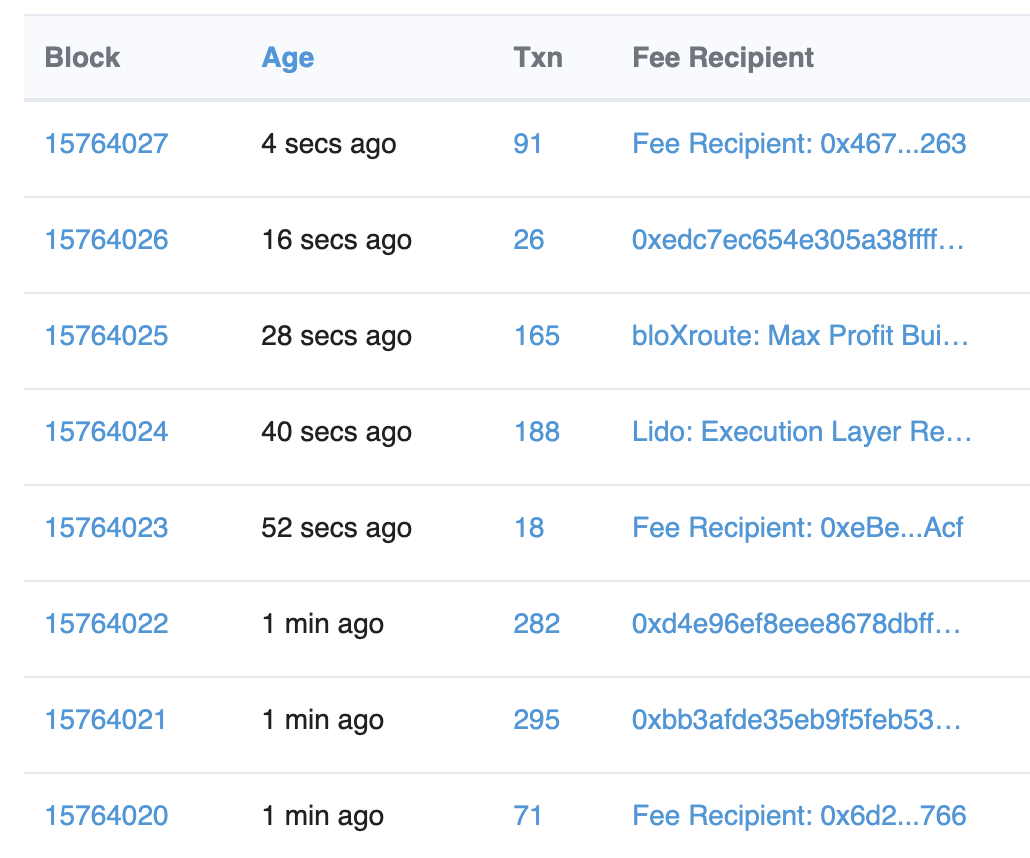 Block Age Txn Fee Recipient
15764027 4 secs ago 91 Fee Recipient: 0x467...263
15764026 16 secs ago 26 0xedc7ec654e305a38ffff...
15764025 28 secs ago 165 bloXroute: Max Profit Bui...
15764024 40 secs ago 188 Lido: Execution Layer Re...
15764023 52 secs ago 18 Fee Recipient: 0xeBe...Acf
15764022 1 min ago 282 0xd4e96ef8eee8678dbff...
15764021 1 min ago 295 0xbb3afde35eb9f5feb53...
15764020 1 min ago 71 Fee Recipient: 0x6d2...766